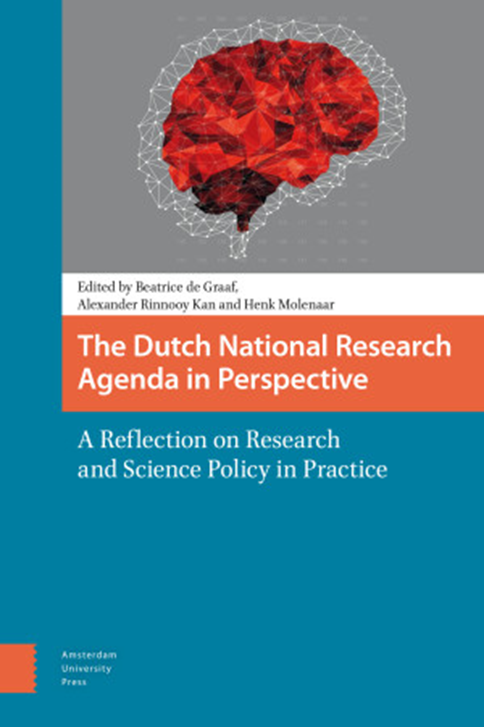 Edited by Beatrice de Graaf,
Alexander Rinnooy Kan and Henk Molenaar
The Dutch National Research
Agenda in Perspective
A Reflection on Research
and Science Policy in Practice
Amsterdam
University
Press